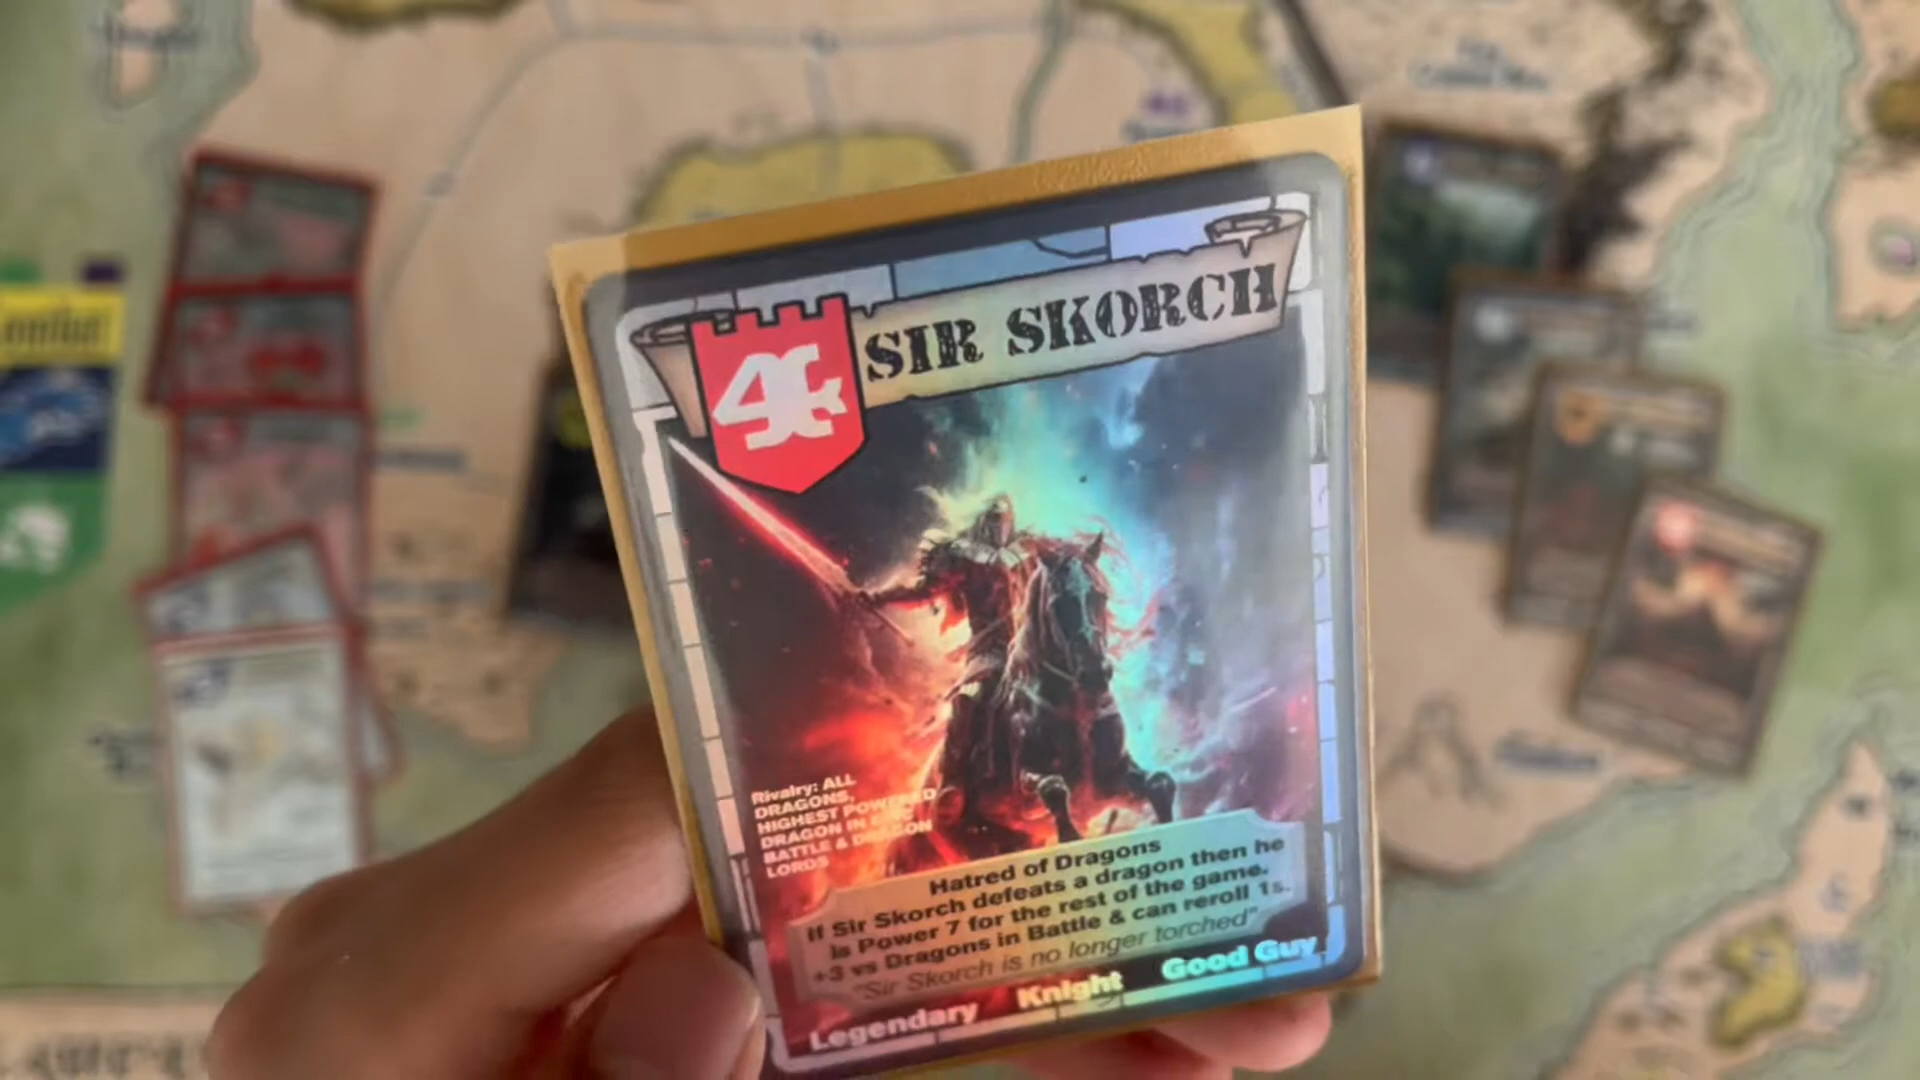 SIR SKORCH
4
Rivalry: ALL
DRAGONS,
HIGHEST POWERED
DRAGON IN
BATTLE & DRAGON
LORDS
Hatred of Dragons
If Sir Skorch defeats a dragon then he
is Power 7 for the rest of the game.
+3 vs Dragons in Battle & can reroll 1s.
"Sir Skorch is no longer torched"
Legendary Knight Good Guy